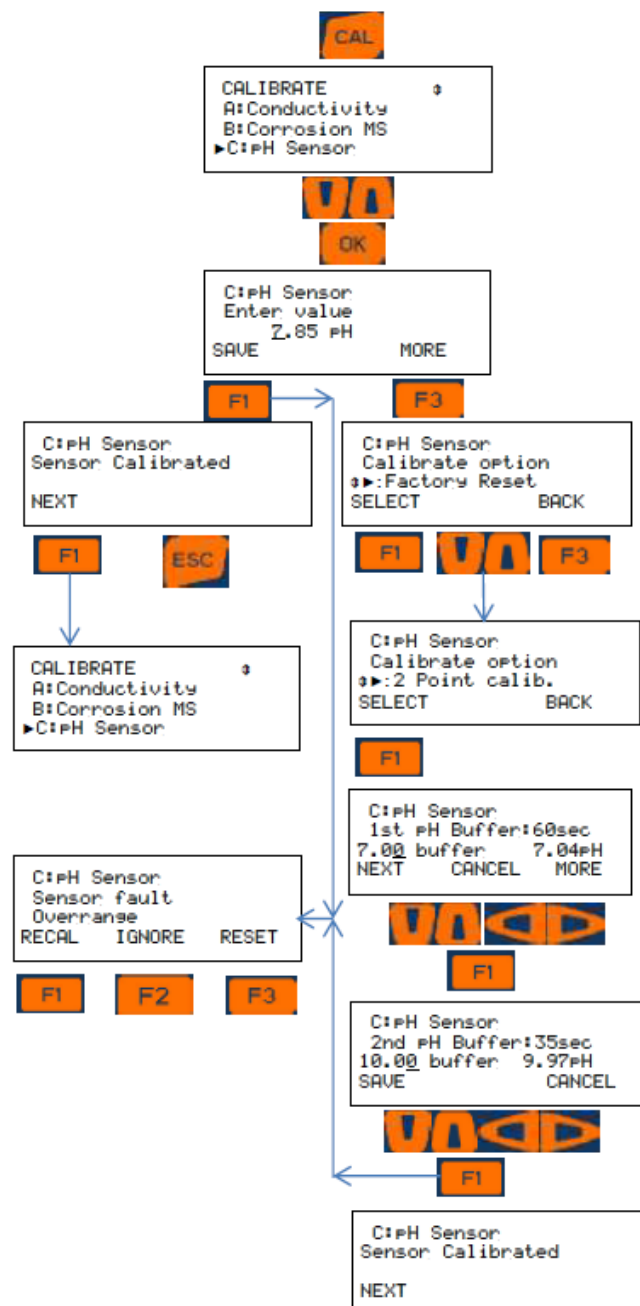 CAL
CALIBRATE ⇕
A:Conductivity
B:Corrosion MS
►C:pH Sensor
OK
C:pH Sensor
Enter value
7.85 pH
SAVE MORE
F1 F3
C:pH Sensor
Sensor Calibrated
NEXT
F1 ESC
CALIBRATE ⇕
A:Conductivity
B:Corrosion MS
►C:pH Sensor
C:pH Sensor
Sensor fault
Overrange
RECAL IGNORE RESET
F1 F2 F3
C:pH Sensor
Calibrate option
⇕►:Factory Reset
SELECT BACK
F1 F3
C:pH Sensor
Calibrate option
⇕►:2 Point calib.
SELECT BACK
F1
C:pH Sensor
1st pH Buffer:60sec
7.00 buffer 7.04pH
NEXT CANCEL MORE
F1
C:pH Sensor
2nd pH Buffer:35sec
10.00 buffer 9.97pH
SAVE CANCEL
F1
C:pH Sensor
Sensor Calibrated
NEXT